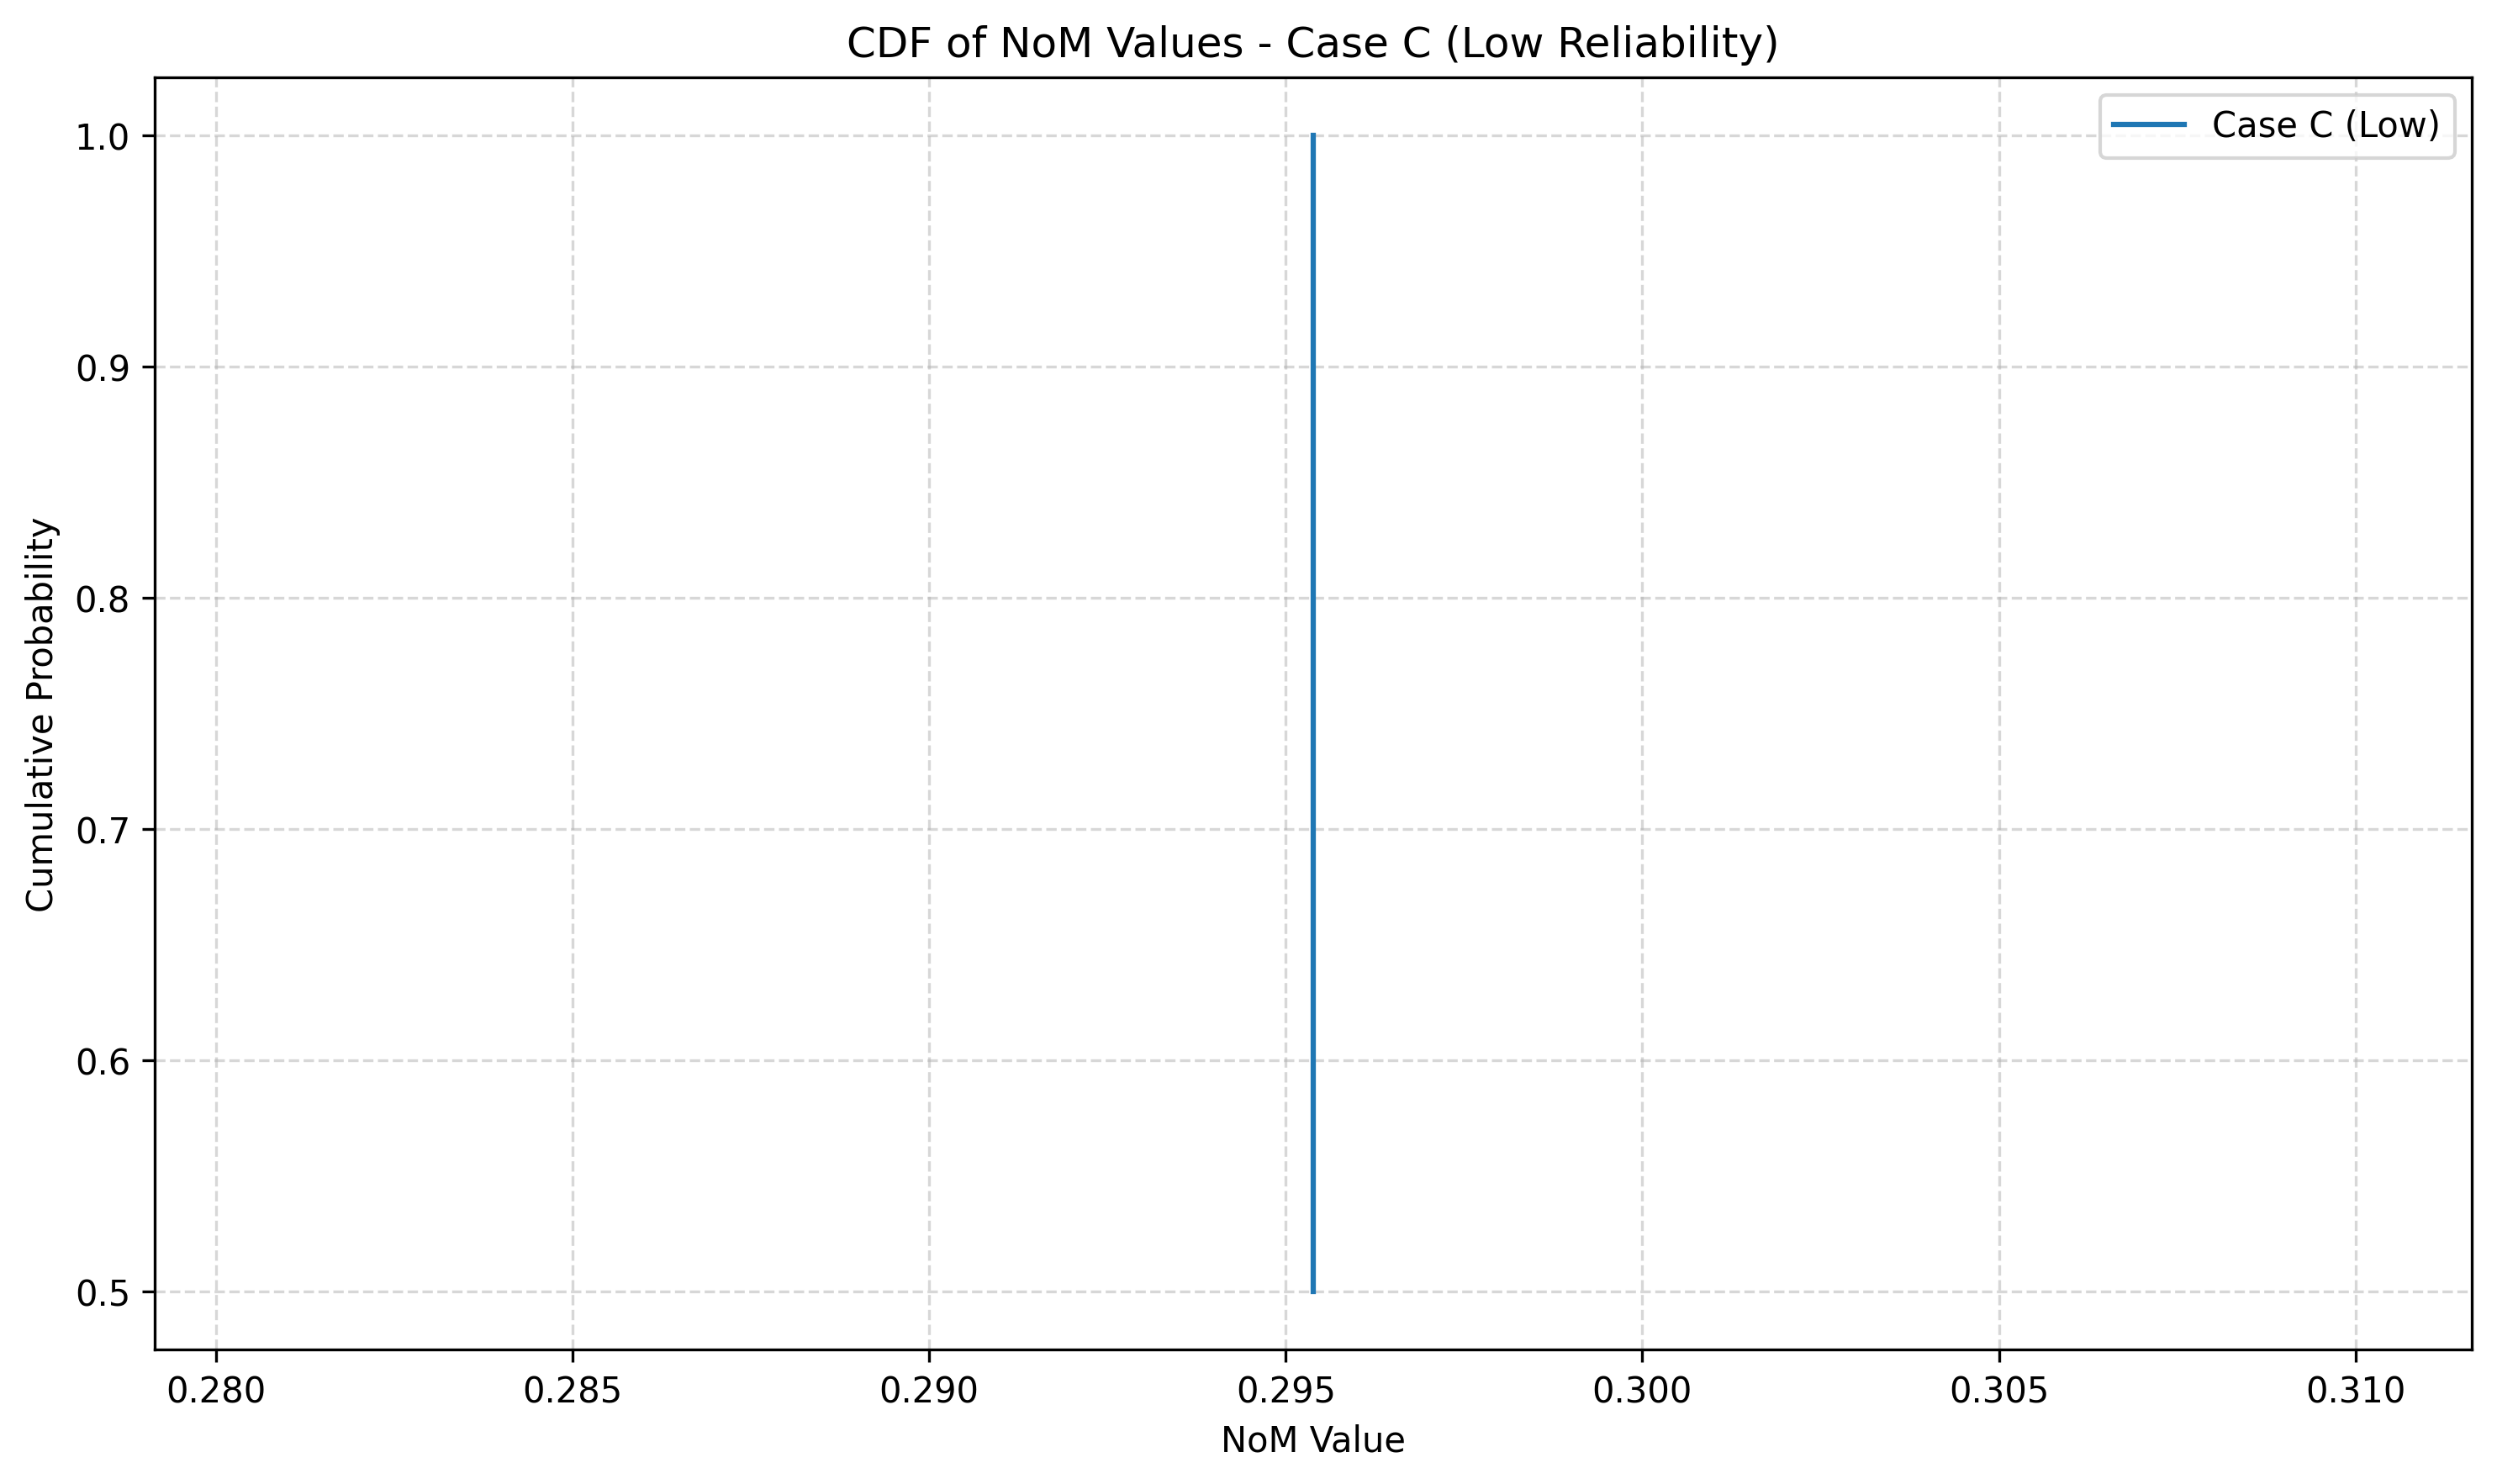 CDF of NoM Values - Case C (Low Reliability)
Case C (Low)
Cumulative Probability
1.0
0.9
0.8
0.7
0.6
0.5
0.280 0.285 0.290 0.295 0.300 0.305 0.310
NoM Value